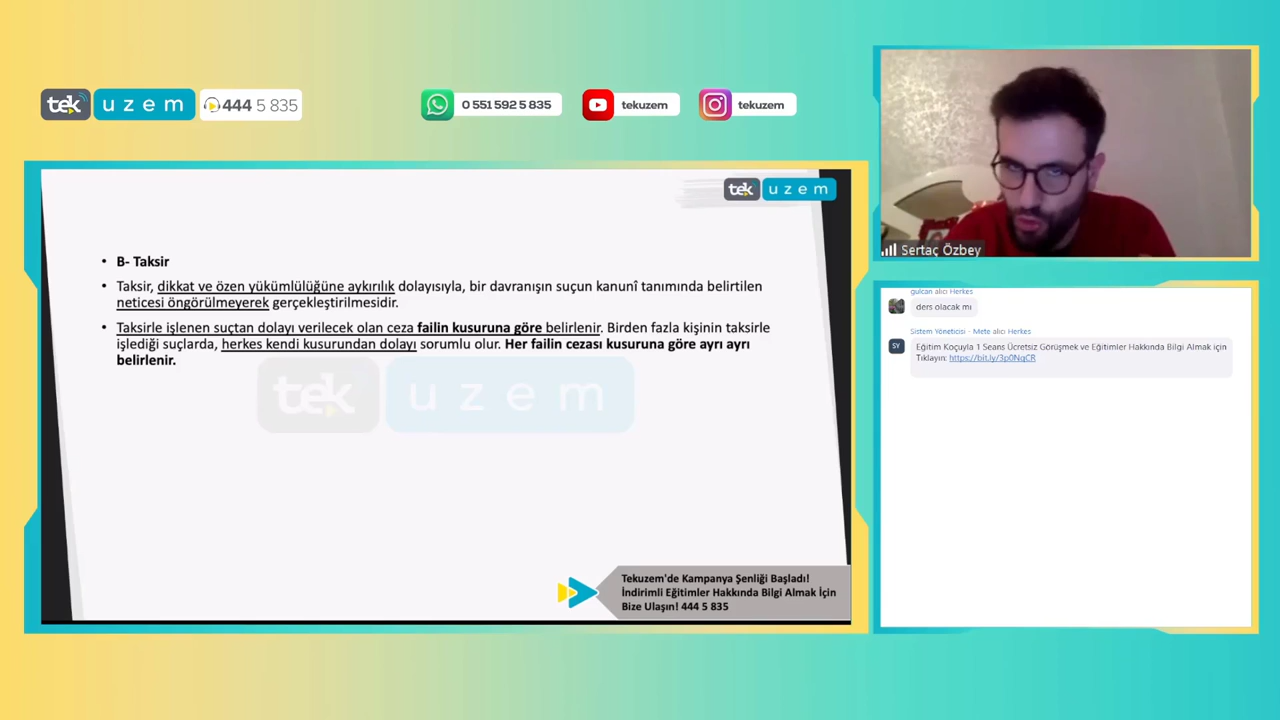 tek uzem 444 5 835
0 551 592 5 835
tekuzem
tekuzem
tek uzem
• B- Taksir
• Taksir, dikkat ve özen yükümlülüğüne aykırılık dolayısıyla, bir davranışın suçun kanunî tanımında belirtilen
neticesi öngörülmeyerek gerçekleştirilmesidir.
• Taksirle işlenen suçtan dolayı verilecek olan ceza failin kusuruna göre belirlenir. Birden fazla kişinin taksirle
işlediği suçlarda, herkes kendi kusurundan dolayı sorumlu olur. Her failin cezası kusuruna göre ayrı ayrı
belirlenir.
tek uzem
Tekuzem'de Kampanya Şenliği Başladı!
İndirimli Eğitimler Hakkında Bilgi Almak İçin
Bize Ulaşın! 444 5 835
Sertaç Özbey
gulcan alıcı Herkes
ders olacak mı
Sistem Yöneticisi - Mete alıcı Herkes
SY
Eğitim Koçuyla 1 Seans Ücretsiz Görüşmek ve Eğitimler Hakkında Bilgi Almak için
Tıklayın: https://bit.ly/3p0NqCR